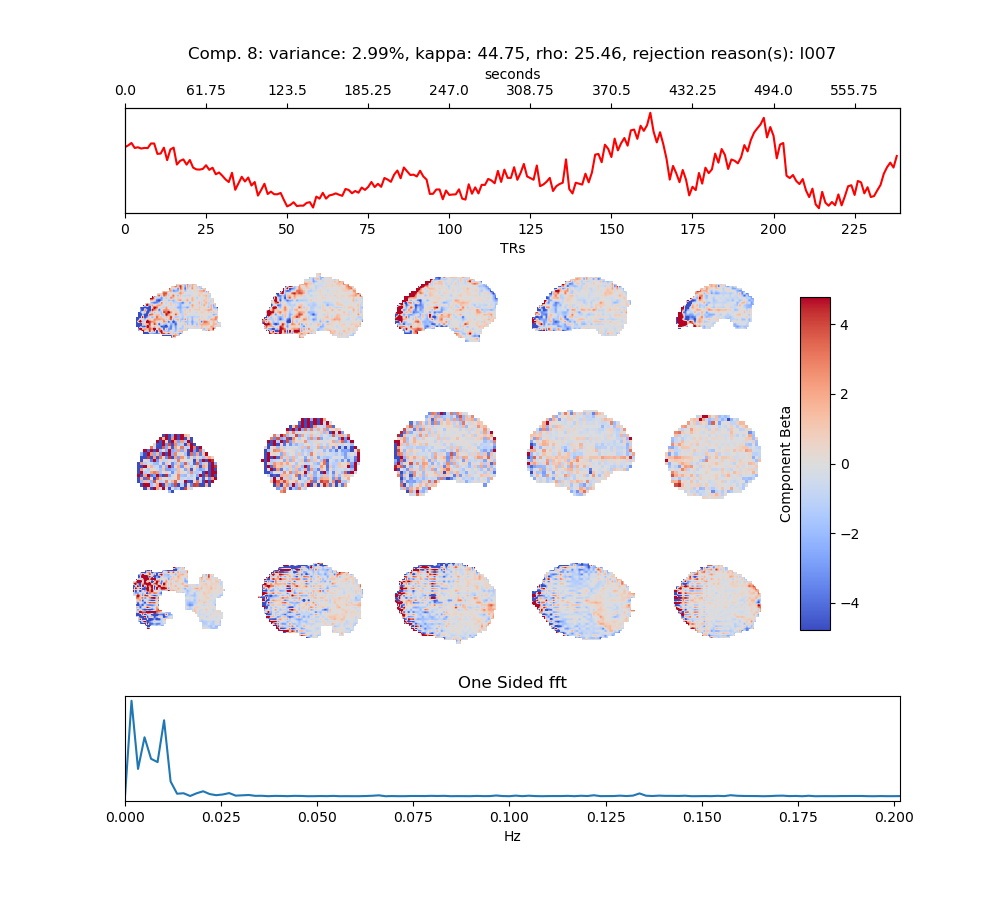 Comp. 8: variance: 2.99%, kappa: 44.75, rho: 25.46, rejection reason(s): I007
seconds
0.0 61.75 123.5 185.25 247.0 308.75 370.5 432.25 494.0 555.75
0 25 50 75 100 125 150 175 200 225
TRs
4
2
0
−2
−4
Component Beta
One Sided fft
0.000 0.025 0.050 0.075 0.100 0.125 0.150 0.175 0.200
Hz